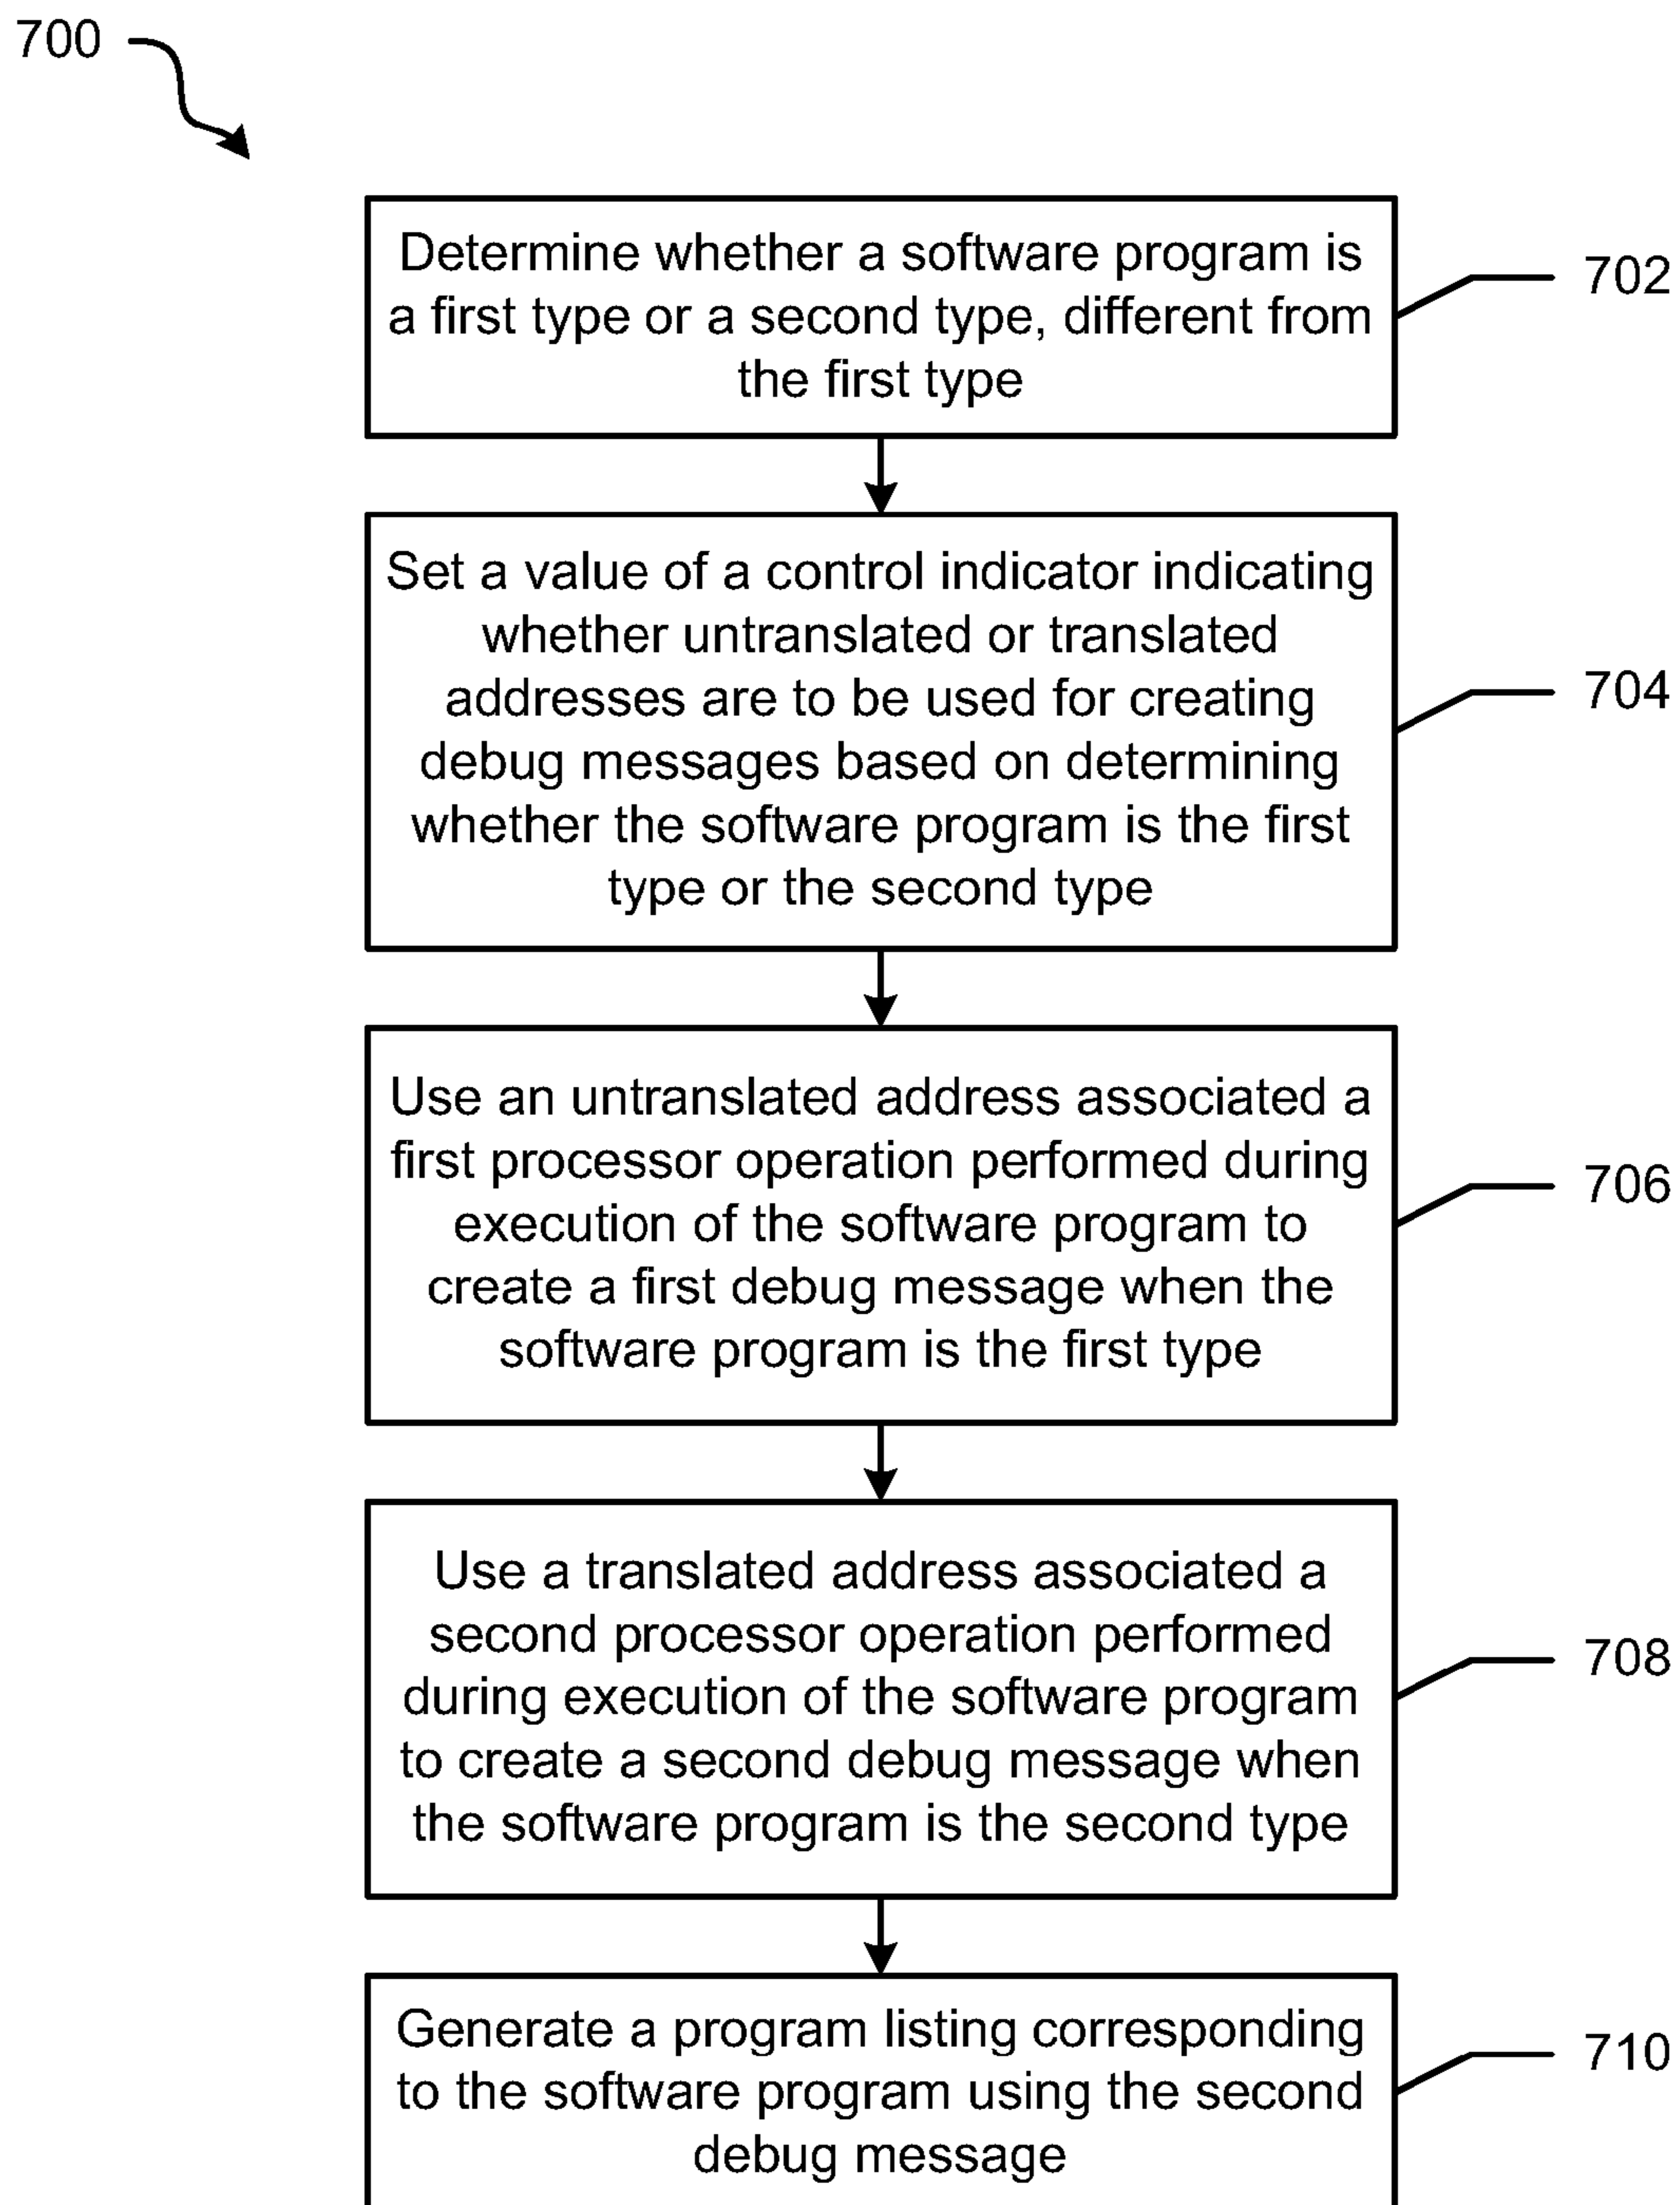 700
Determine whether a software program is
a first type or a second type, different from
the first type
702
Set a value of a control indicator indicating
whether untranslated or translated
addresses are to be used for creating
debug messages based on determining
whether the software program is the first
type or the second type
704
Use an untranslated address associated a
first processor operation performed during
execution of the software program to
create a first debug message when the
software program is the first type
706
Use a translated address associated a
second processor operation performed
during execution of the software program
to create a second debug message when
the software program is the second type
708
Generate a program listing corresponding
to the software program using the second
debug message
710